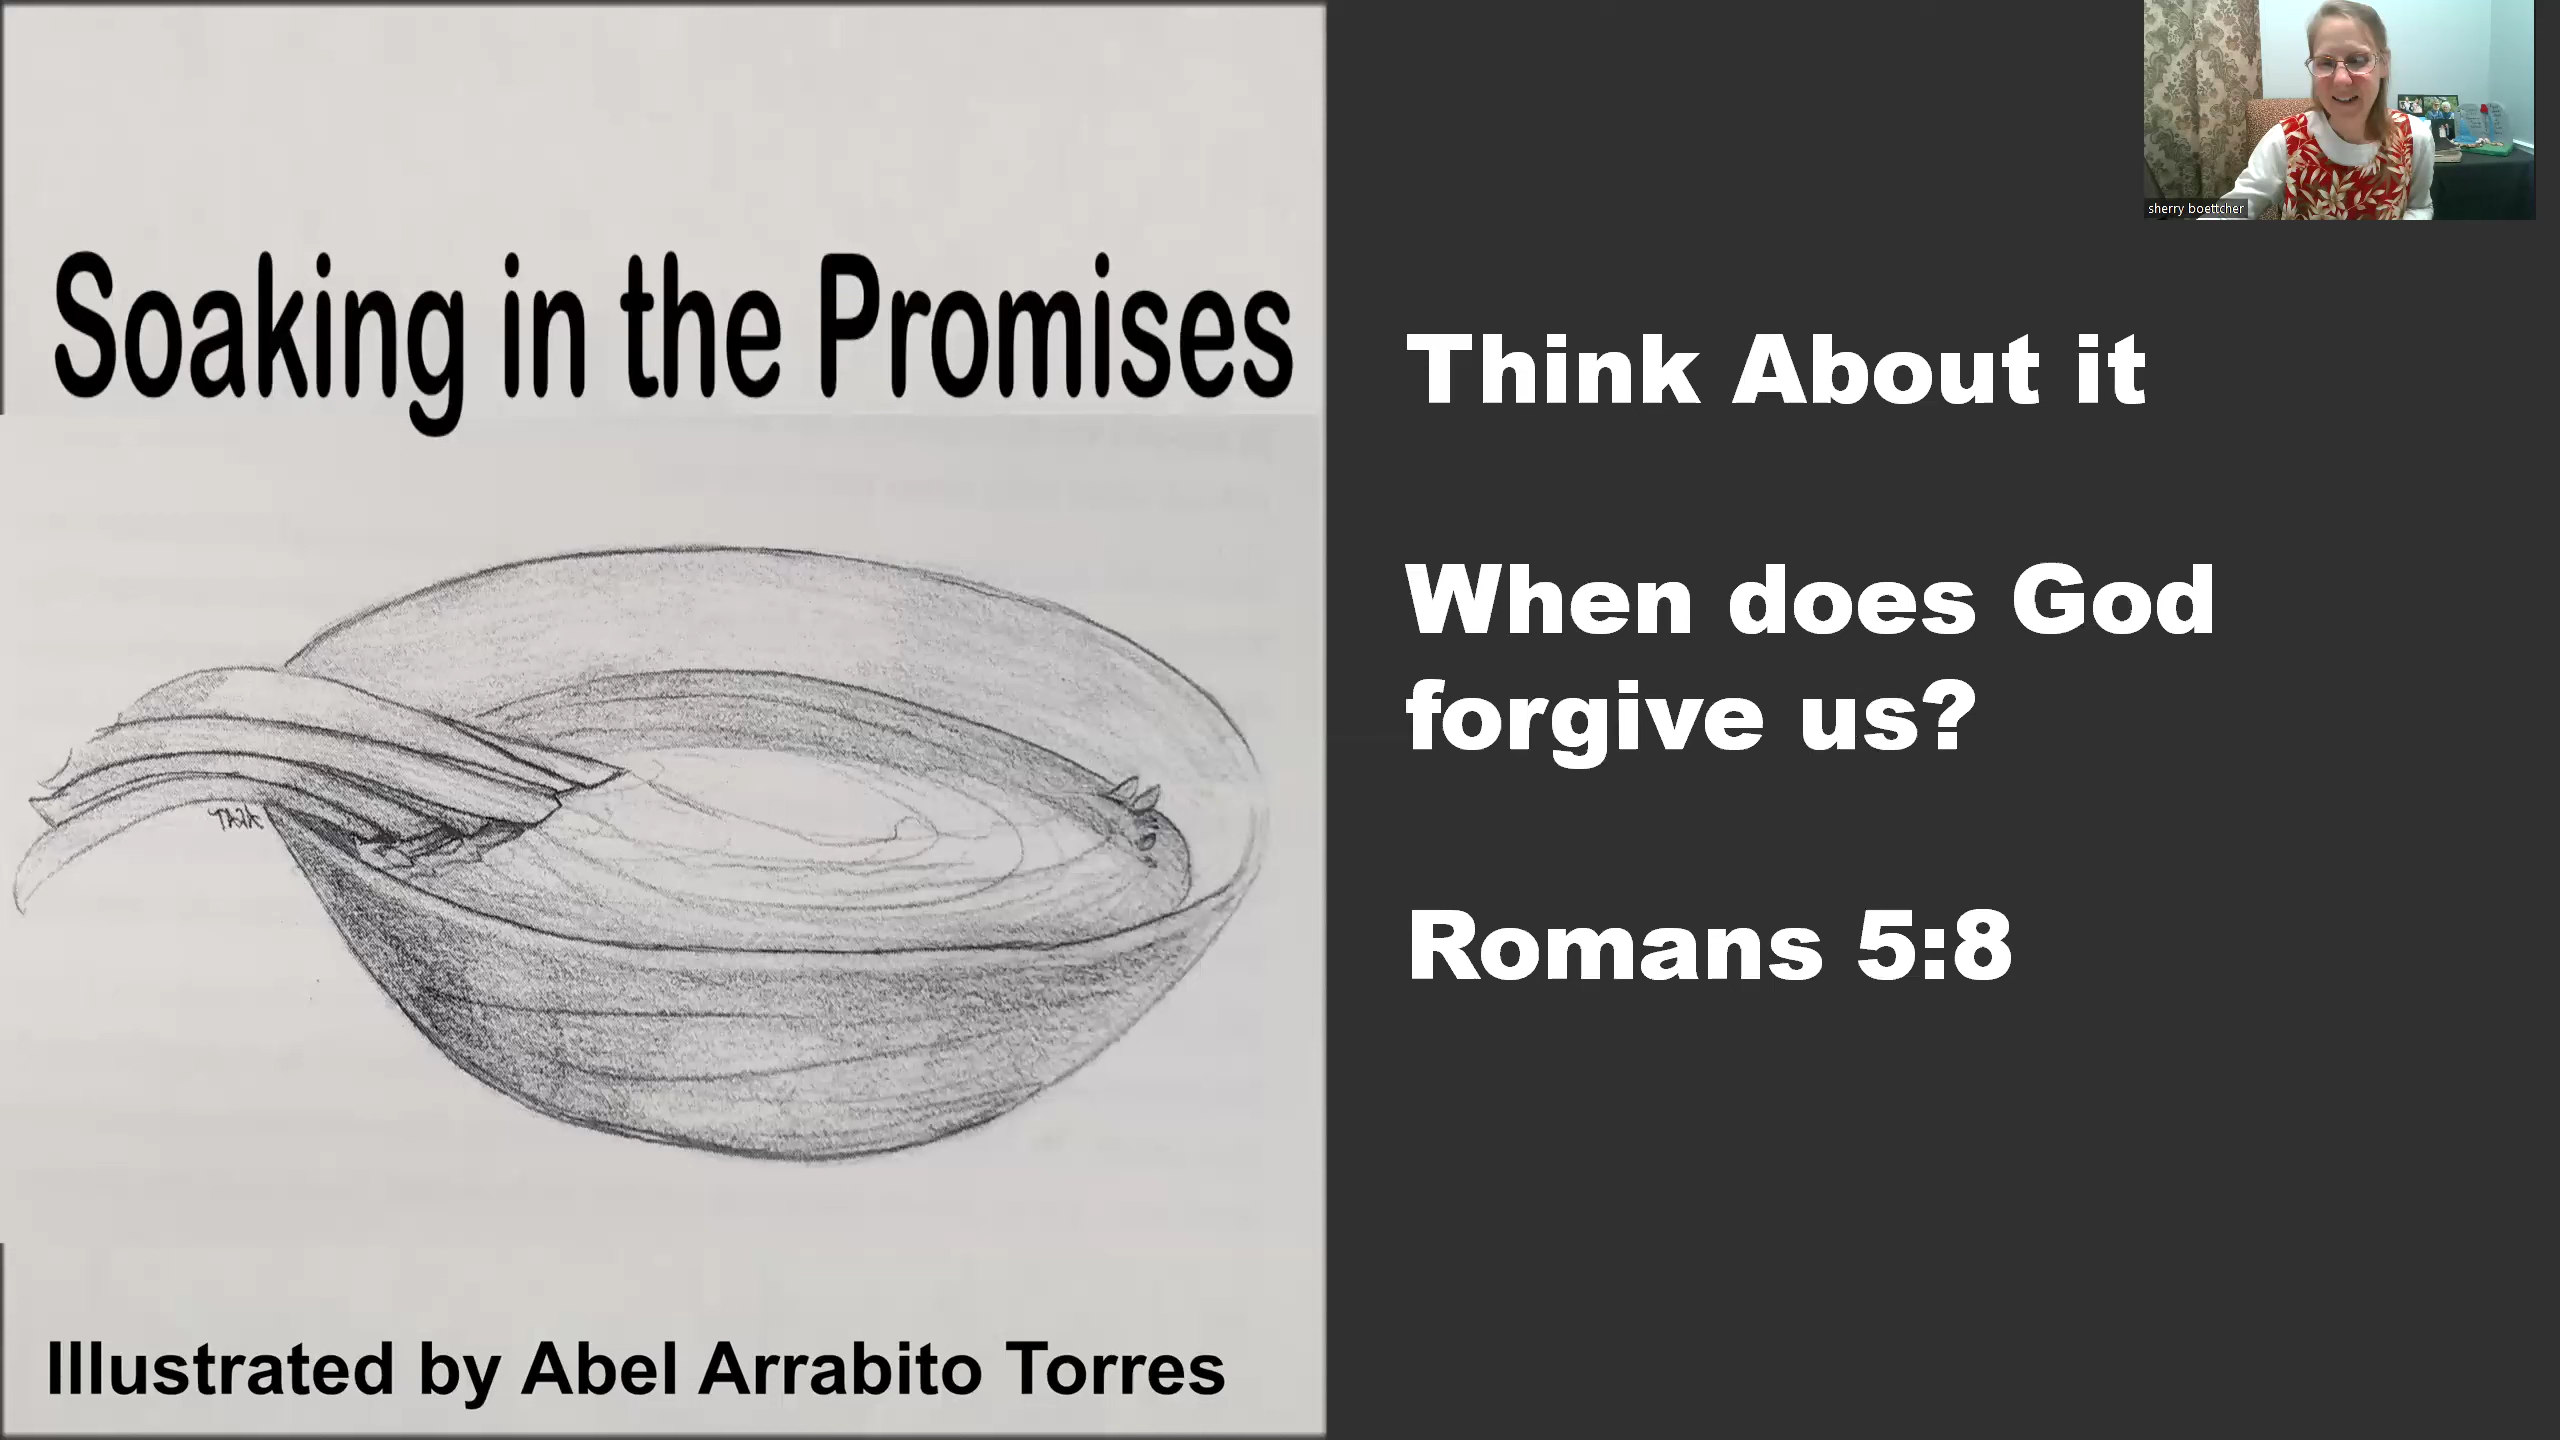 Soaking in the Promises
Illustrated by Abel Arrabito Torres
Think About it
When does God
forgive us?
Romans 5:8
sherry boettcher